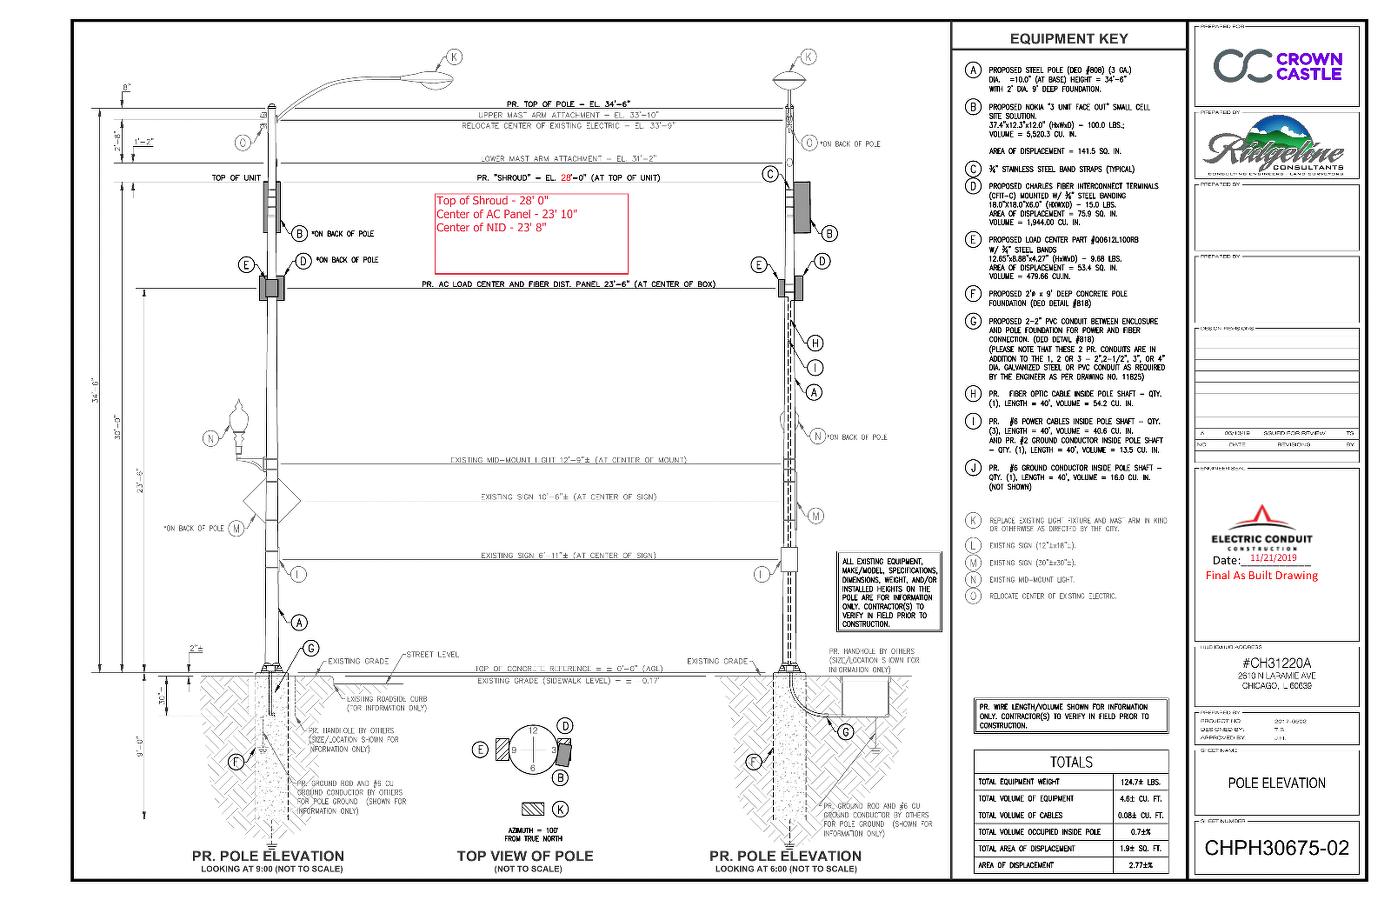 K
K
8"
PR. TOP OF POLE - EL. 34'-6"
UPPER MAST ARM ATTACHMENT - EL. 33'-10"
RELOCATE CENTER OF EXISTING ELECTRIC - EL. 33'-9"
O
O *ON BACK OF POLE
2'-8"
1'-2"
LOWER MAST ARM ATTACHMENT - EL. 31'-2"
C
TOP OF UNIT
PR. "SHROUD" - EL. 28'-0" (AT TOP OF UNIT)
Top of Shroud - 28' 0"
Center of AC Panel - 23' 10"
Center of NID - 23' 8"
B *ON BACK OF POLE
B
E D *ON BACK OF POLE
E D
PR. AC LOAD CENTER AND FIBER DIST. PANEL 23'-6" (AT CENTER OF BOX)
H
I
A
34'-6"
30'-0"
23'-6"
N
N *ON BACK OF POLE
EXISTING MID-MOUNT LIGHT 12'-9"± (AT CENTER OF MOUNT)
EXISTING SIGN 10'-6"± (AT CENTER OF SIGN)
*ON BACK OF POLE M
M
EXISTING SIGN 6'-11"± (AT CENTER OF SIGN)
I
I
ALL EXISTING EQUIPMENT,
MAKE/MODEL, SPECIFICATIONS,
DIMENSIONS, WEIGHT, AND/OR
INSTALLED HEIGHTS ON THE
POLE ARE FOR INFORMATION
ONLY. CONTRACTOR(S) TO
VERIFY IN FIELD PRIOR TO
CONSTRUCTION.
A
G
2"±
EXISTING GRADE
STREET LEVEL
TOP OF CONCRETE REFERENCE = ± 0'-0" (AGL)
EXISTING GRADE (SIDEWALK LEVEL) - ± 0.17'
EXISTING GRADE
PR. HANDHOLE BY OTHERS
(SIZE/LOCATION SHOWN FOR
INFORMATION ONLY)
30"
9'-0"
EXISTING ROADSIDE CURB
(FOR INFORMATION ONLY)
PR. HANDHOLE BY OTHERS
(SIZE/LOCATION SHOWN FOR
INFORMATION ONLY)
F
PR. GROUND ROD AND #6 CU
GROUND CONDUCTOR BY OTHERS
FOR POLE GROUND (SHOWN FOR
INFORMATION ONLY)
D
E
12
9 3
6
B
K
AZIMUTH = 106°
FROM TRUE NORTH
G
F
PR. GROUND ROD AND #6 CU
GROUND CONDUCTOR BY OTHERS
FOR POLE GROUND (SHOWN FOR
INFORMATION ONLY)
PR. POLE ELEVATION
LOOKING AT 9:00 (NOT TO SCALE)
TOP VIEW OF POLE
(NOT TO SCALE)
PR. POLE ELEVATION
LOOKING AT 6:00 (NOT TO SCALE)
EQUIPMENT KEY
A PROPOSED STEEL POLE (DEO #808) (3 GA.)
DIA. =10.0" (AT BASE) HEIGHT = 34'-6"
WITH 2' DIA. 9' DEEP FOUNDATION.
B PROPOSED NOKIA "3 UNIT FACE OUT" SMALL CELL
SITE SOLUTION.
37.4"x12.3"x12.0" (HxWxD) - 100.0 LBS.;
VOLUME = 5,520.3 CU. IN.
AREA OF DISPLACEMENT = 141.5 SQ. IN.
C ¾" STAINLESS STEEL BAND STRAPS (TYPICAL)
D PROPOSED CHARLES FIBER INTERCONNECT TERMINALS
(CFIT-C) MOUNTED W/ ¾" STEEL BANDING
18.0"X18.0"X6.0" (HXWXD) - 15.0 LBS.
AREA OF DISPLACEMENT = 75.9 SQ. IN.
VOLUME = 1,944.00 CU. IN.
E PROPOSED LOAD CENTER PART #QO612L100RB
W/ ¾" STEEL BANDS
12.65"x8.88"x4.27" (HxWxD) - 9.68 LBS.
AREA OF DISPLACEMENT = 53.4 SQ. IN.
VOLUME = 479.66 CU.IN.
F PROPOSED 2'ø x 9' DEEP CONCRETE POLE
FOUNDATION (DEO DETAIL #818)
G PROPOSED 2-2" PVC CONDUIT BETWEEN ENCLOSURE
AND POLE FOUNDATION FOR POWER AND FIBER
CONNECTION. (DEO DETAIL #818)
(PLEASE NOTE THAT THESE 2 PR. CONDUITS ARE IN
ADDITION TO THE 1, 2 OR 3 - 2",2-1/2", 3", OR 4"
DIA. GALVANIZED STEEL OR PVC CONDUIT AS REQUIRED
BY THE ENGINEER AS PER DRAWING NO. 11825)
H PR. FIBER OPTIC CABLE INSIDE POLE SHAFT - QTY.
(1), LENGTH = 40', VOLUME = 54.2 CU. IN.
I PR. #6 POWER CABLES INSIDE POLE SHAFT - QTY.
(3), LENGTH = 40', VOLUME = 40.6 CU. IN.
AND PR. #2 GROUND CONDUCTOR INSIDE POLE SHAFT
- QTY. (1), LENGTH = 40', VOLUME = 13.5 CU. IN.
J PR. #6 GROUND CONDUCTOR INSIDE POLE SHAFT -
QTY. (1), LENGTH = 40', VOLUME = 16.0 CU. IN.
(NOT SHOWN)
K REPLACE EXISTING LIGHT FIXTURE AND MAST ARM IN KIND
OR OTHERWISE AS DIRECTED BY THE CITY.
L EXISTING SIGN (12"±x18"±).
M EXISTING SIGN (30"±x30"±).
N EXISTING MID-MOUNT LIGHT.
O RELOCATE CENTER OF EXISTING ELECTRIC.
PR. WIRE LENGTH/VOLUME SHOWN FOR INFORMATION
ONLY. CONTRACTOR(S) TO VERIFY IN FIELD PRIOR TO
CONSTRUCTION.
TOTALS
TOTAL EQUIPMENT WEIGHT 124.7± LBS.
TOTAL VOLUME OF EQUIPMENT 4.6± CU. FT.
TOTAL VOLUME OF CABLES 0.08± CU. FT.
TOTAL VOLUME OCCUPIED INSIDE POLE 0.7±%
TOTAL AREA OF DISPLACEMENT 1.9± SQ. FT.
AREA OF DISPLACEMENT 2.77±%
PREPARED FOR
CROWN
CASTLE
PREPARED BY
Ridgeline
CONSULTANTS
CONSULTING ENGINEERS · LAND SURVEYORS
PREPARED BY
PREPARED BY
DESIGN REVISIONS
A 06/13/19 ISSUED FOR REVIEW TS
NO. DATE REVISIONS BY
ENGINEER SEAL
ELECTRIC CONDUIT
CONSTRUCTION
Date: 11/21/2019
Final As Built Drawing
#CH31220A
2610 N LARAMIE AVE
CHICAGO, IL 60639
PREPARED BY
PROJECT NO:
DESIGNED BY:
APPROVED BY:
SHEET NAME
POLE ELEVATION
SHEET NUMBER
CHPH30675-02